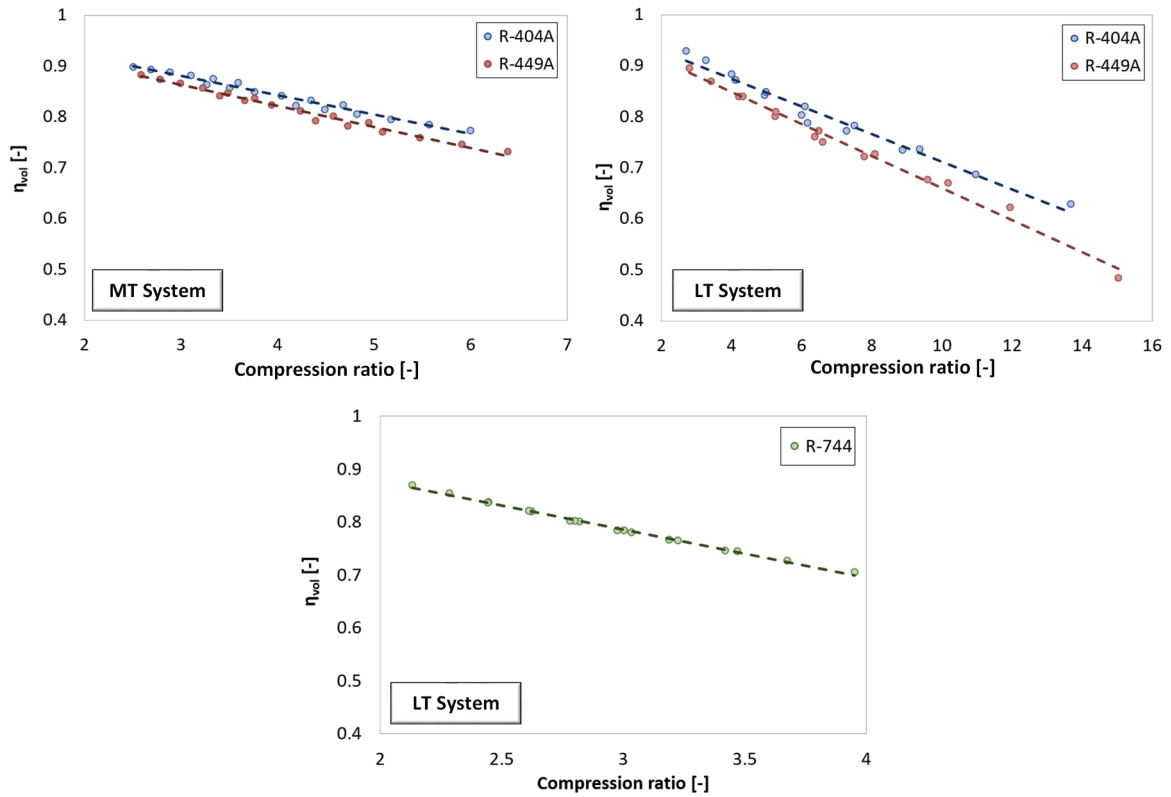 1
0.9
0.8
0.7
0.6
0.5
0.4
2 3 4 5 6 7
ηvol [-]
Compression ratio [-]
R-404A
R-449A
MT System
1
0.9
0.8
0.7
0.6
0.5
0.4
2 4 6 8 10 12 14 16
ηvol [-]
Compression ratio [-]
R-404A
R-449A
LT System
1
0.9
0.8
0.7
0.6
0.5
0.4
2 2.5 3 3.5 4
ηvol [-]
Compression ratio [-]
R-744
LT System